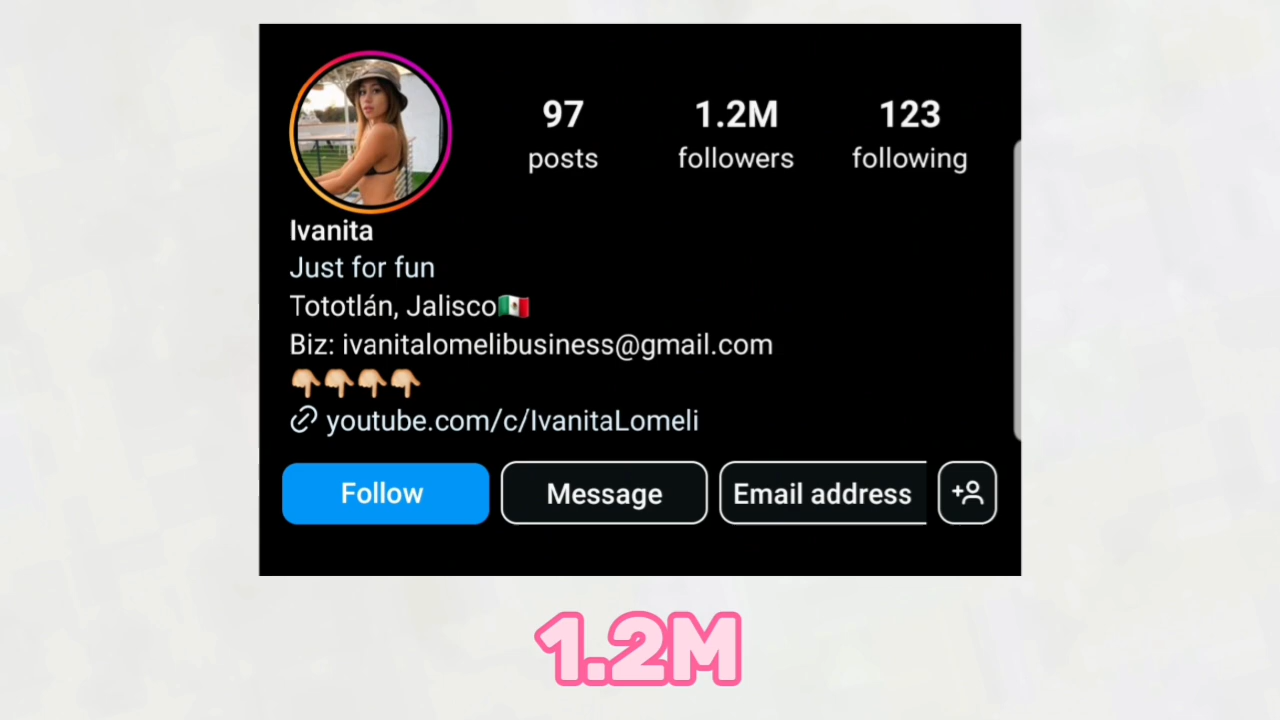 97 1.2M 123
posts followers following
Ivanita
Just for fun
Tototlán, Jalisco🇲🇽
Biz: ivanitalomelibusiness@gmail.com
👇🏼👇🏼👇🏼👇🏼
youtube.com/c/IvanitaLomeli
Follow Message Email address
1.2M